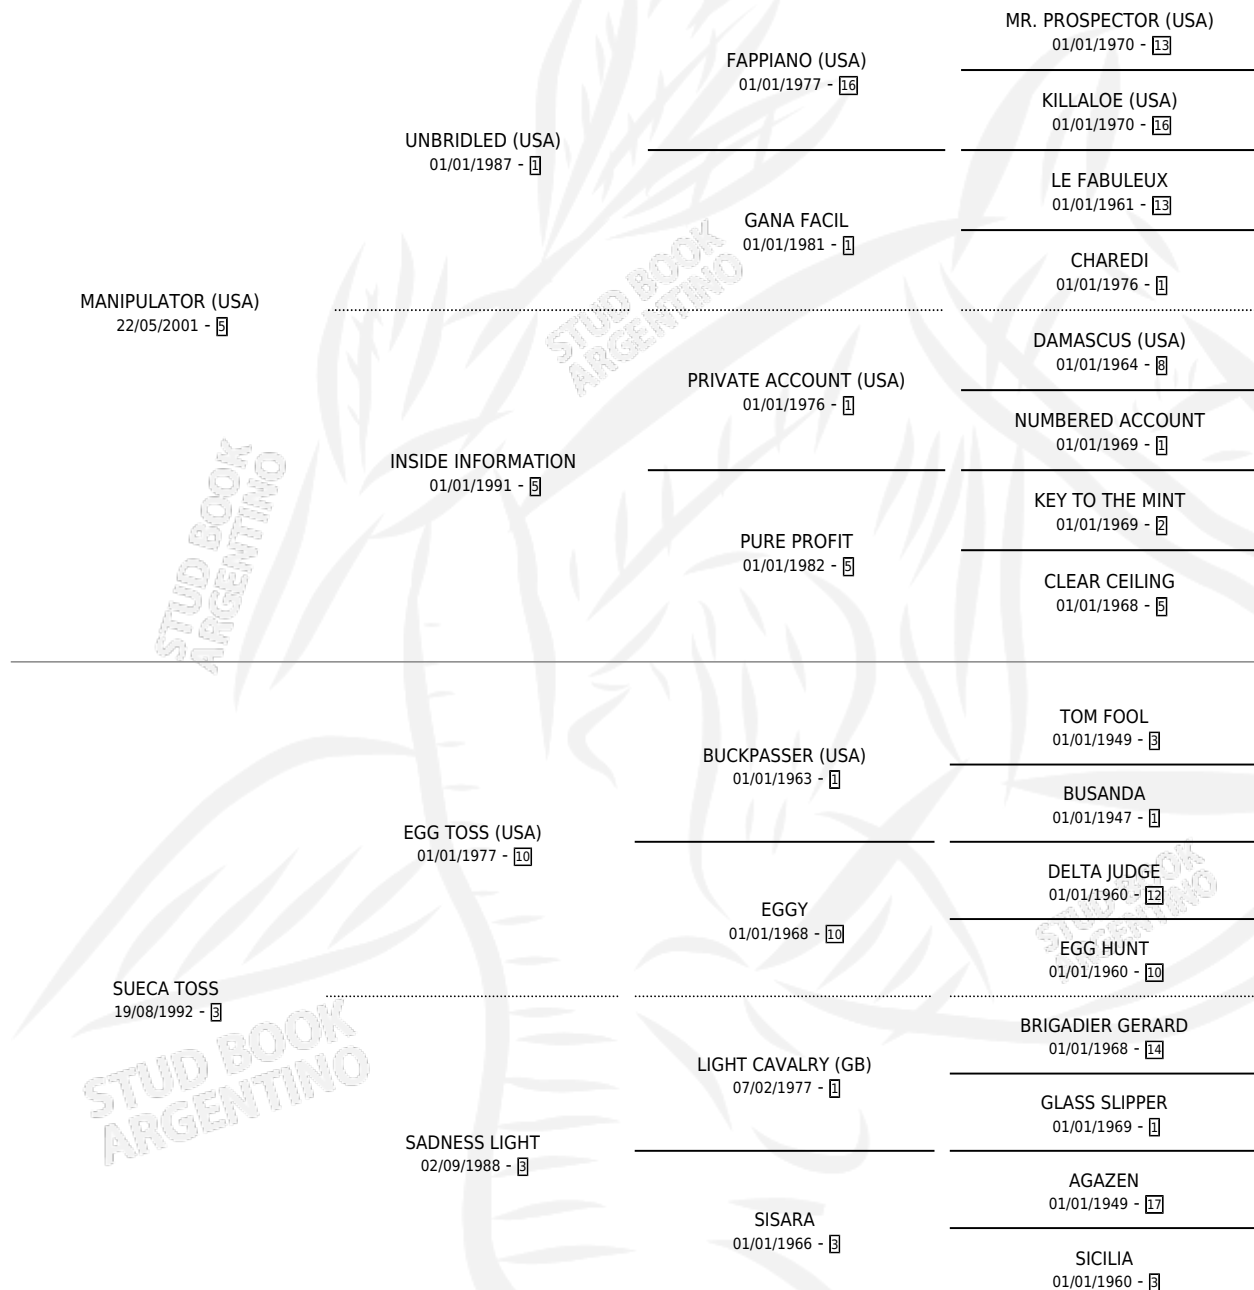 MR. PROSPECTOR (USA)
01/01/1970 - 13
FAPPIANO (USA)
01/01/1977 - 16
KILLALOE (USA)
01/01/1970 - 16
UNBRIDLED (USA)
01/01/1987 - 1
LE FABULEUX
01/01/1961 - 13
GANA FACIL
01/01/1981 - 1
CHAREDI
01/01/1976 - 1
MANIPULATOR (USA)
22/05/2001 - 5
STUD BOOK
ARGENTINO
DAMASCUS (USA)
01/01/1964 - 8
PRIVATE ACCOUNT (USA)
01/01/1976 - 1
NUMBERED ACCOUNT
01/01/1969 - 1
INSIDE INFORMATION
01/01/1991 - 5
KEY TO THE MINT
01/01/1969 - 2
PURE PROFIT
01/01/1982 - 5
CLEAR CEILING
01/01/1968 - 5
STUD BOOK
ARGENTINO
TOM FOOL
01/01/1949 - 3
BUCKPASSER (USA)
01/01/1963 - 1
BUSANDA
01/01/1947 - 1
EGG TOSS (USA)
01/01/1977 - 10
DELTA JUDGE
01/01/1960 - 12
EGGY
01/01/1968 - 10
EGG HUNT
01/01/1960 - 10
STUD BOOK
ARGENTINO
SUECA TOSS
19/08/1992 - 3
STUD BOOK
ARGENTINO
BRIGADIER GERARD
01/01/1968 - 14
LIGHT CAVALRY (GB)
07/02/1977 - 1
GLASS SLIPPER
01/01/1969 - 1
SADNESS LIGHT
02/09/1988 - 3
AGAZEN
01/01/1949 - 17
SISARA
01/01/1966 - 3
SICILIA
01/01/1960 - 3